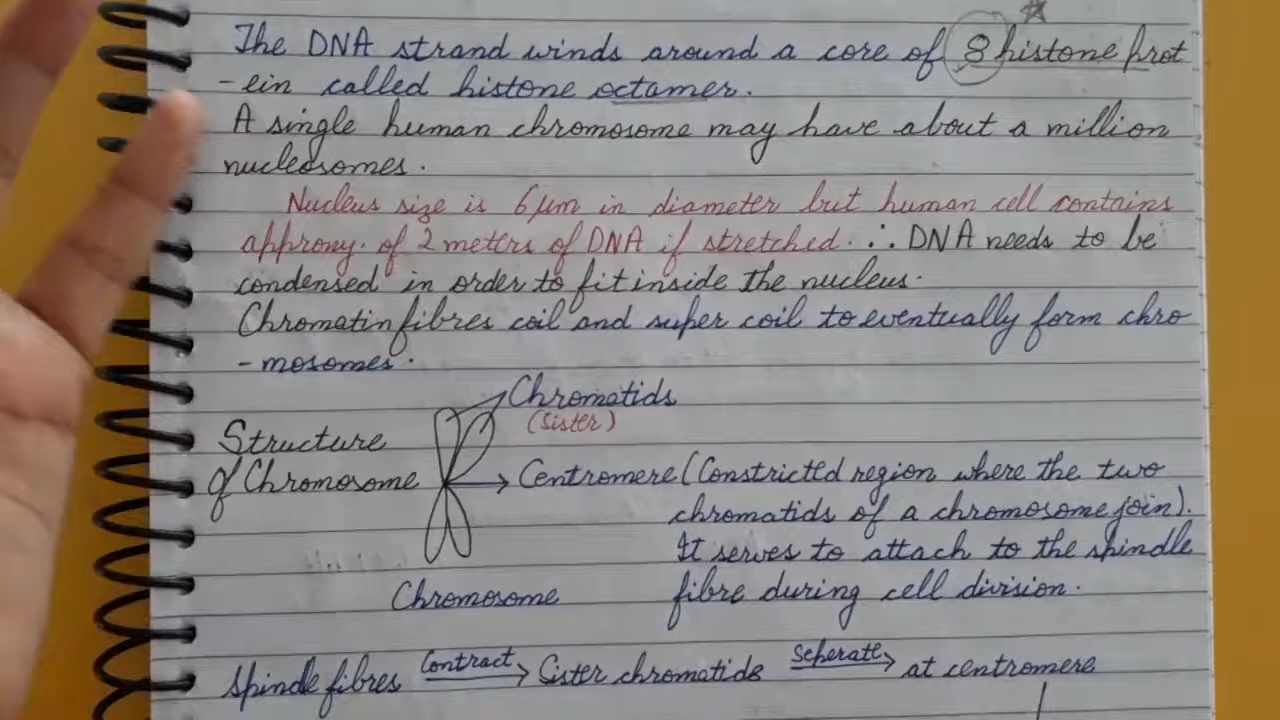 The DNA strand winds around a core of 8 histone prot
-ein called histone octamer.
A single human chromosome may have about a million
nucleosomes.
Nucleus size is 6 μm in diameter but human cell contains
approxy. of 2 meters of DNA if stretched. ∴ DNA needs to be
condensed in order to fit inside the nucleus.
Chromatin fibres coil and super coil to eventually form chro
-mosomes.
Chromatids
(Sister)
Structure
of Chromosome
Centromere (Constricted region where the two
chromatids of a chromosome join).
It serves to attach to the spindle
fibre during cell division.
Chromosome
Spindle fibres Contract → Sister chromatids Seperate → at centromere